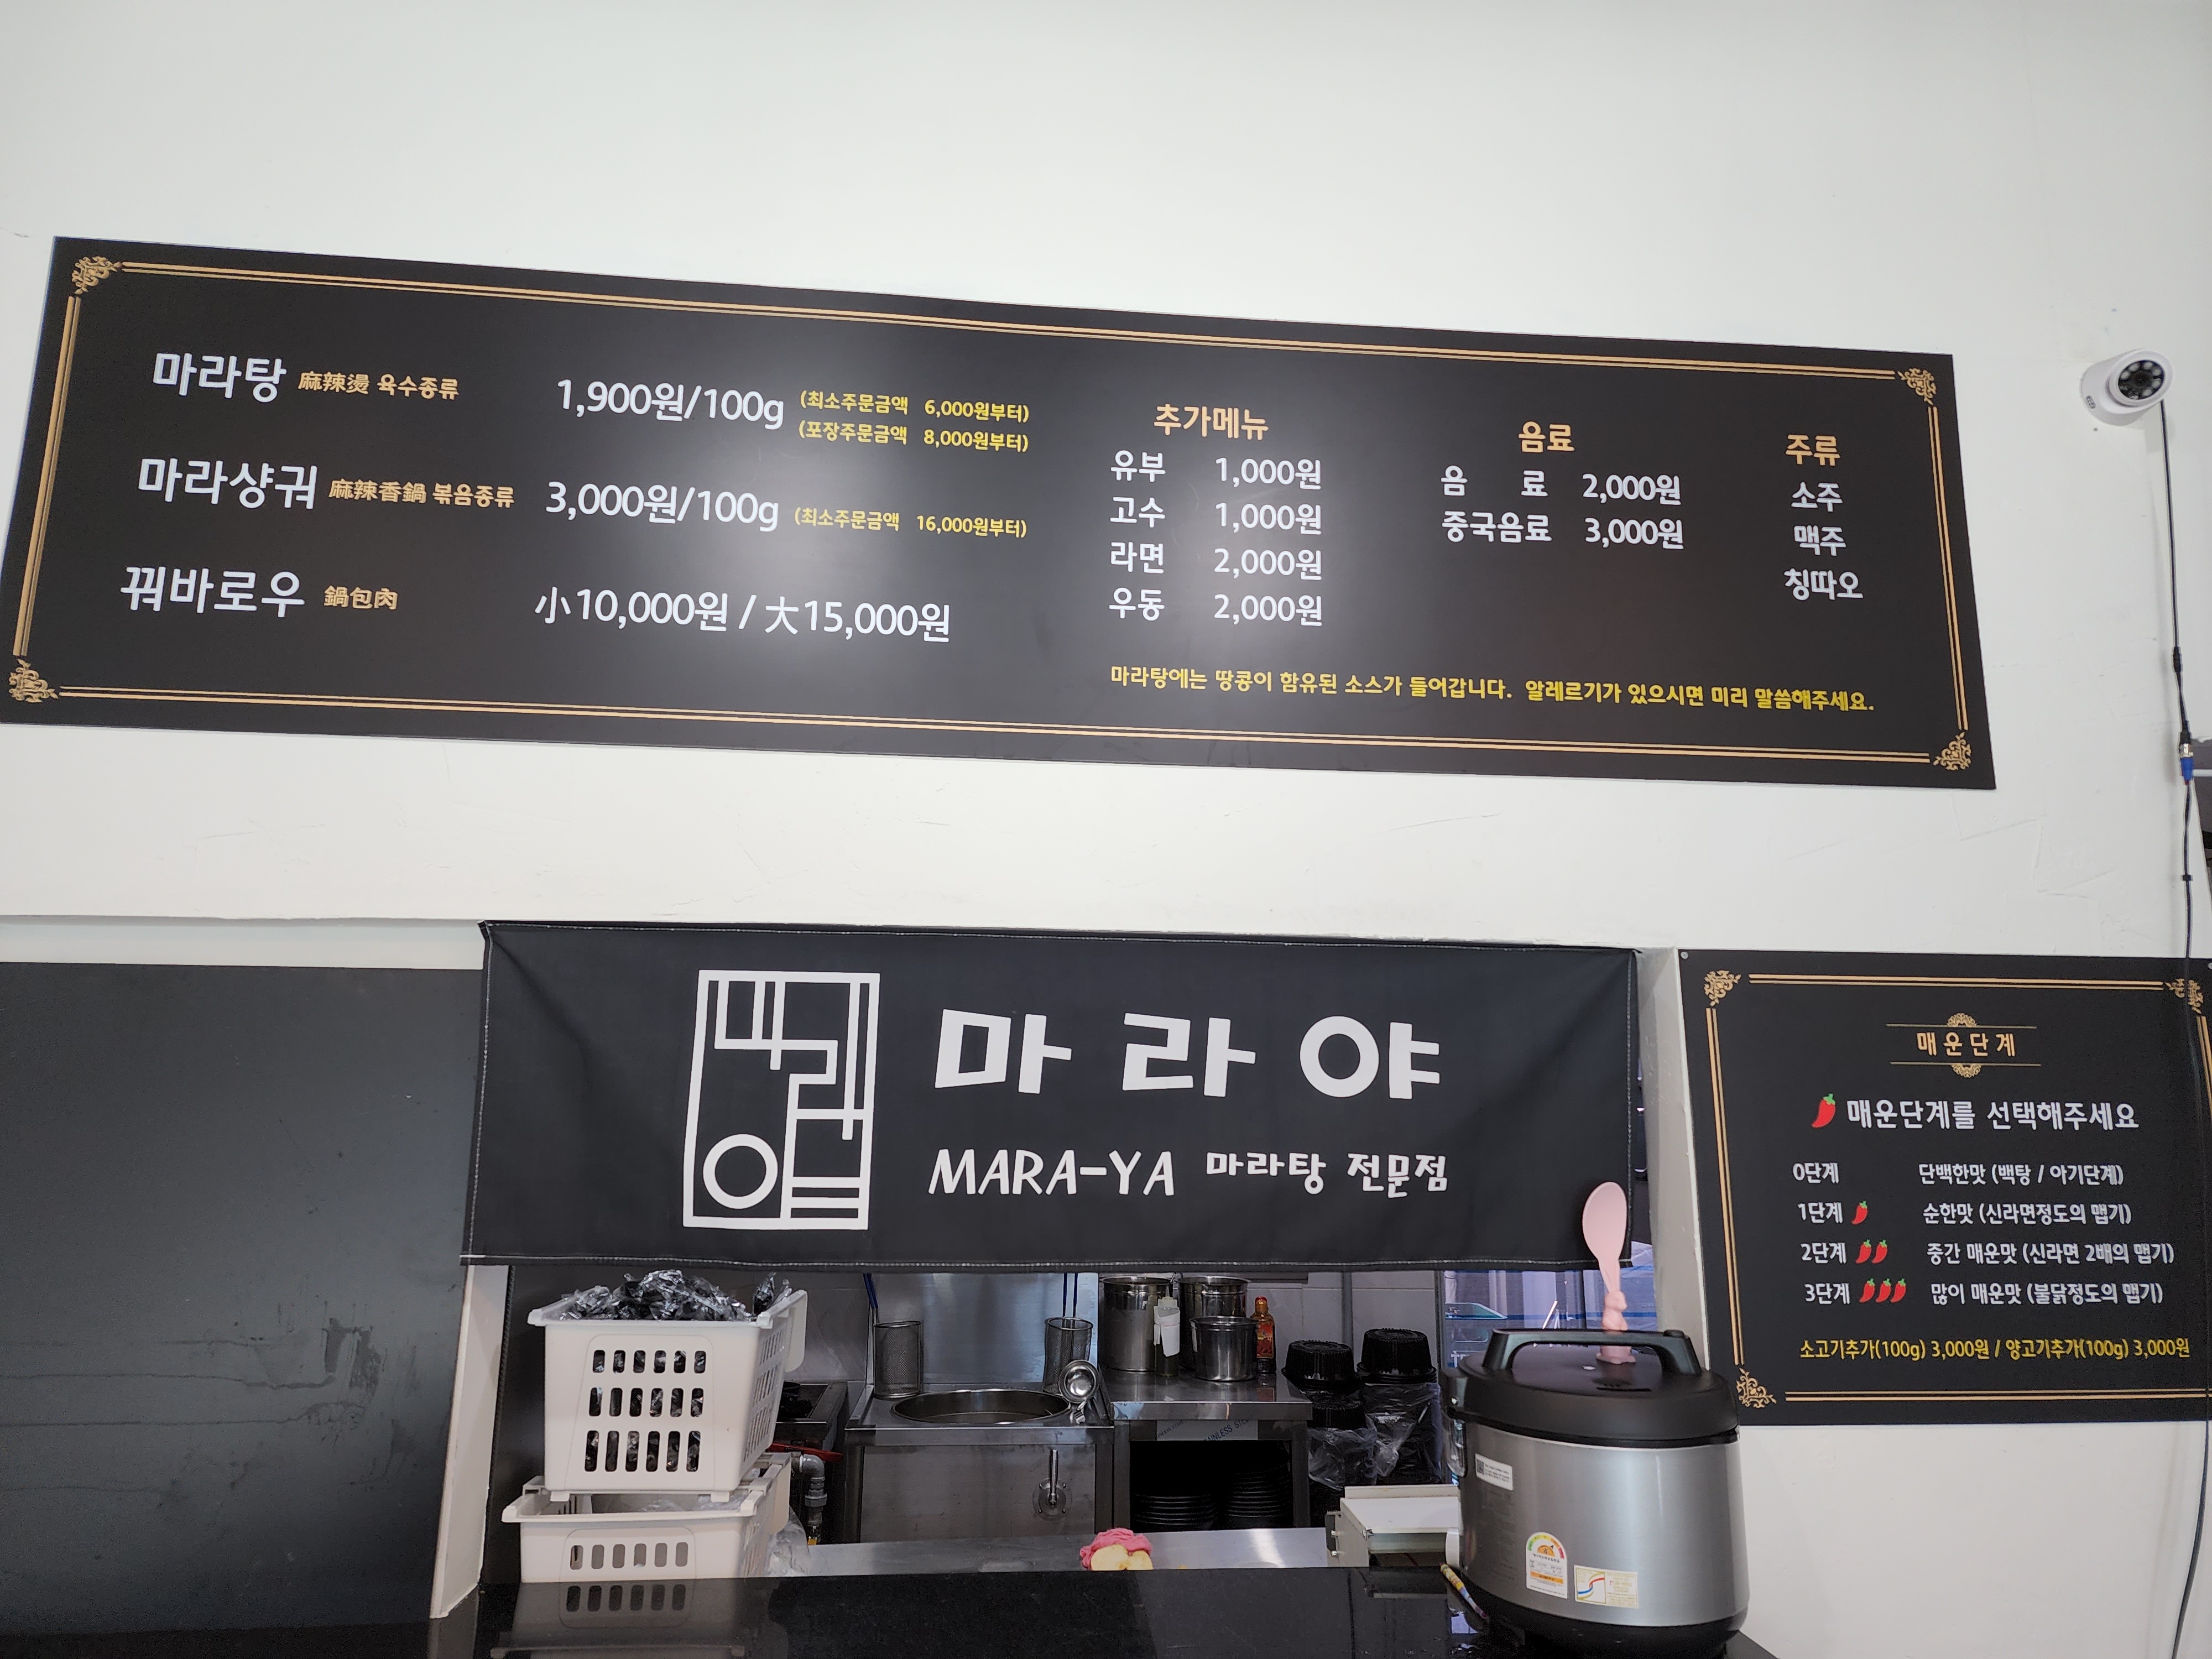 마라탕 麻辣燙 육수종류 1,900원/100g (최소주문금액 6,000원부터)
(포장주문금액 8,000원부터)
마라샹궈 麻辣香鍋 볶음종류 3,000원/100g (최소주문금액 16,000원부터)
꿔바로우 鍋包肉 小10,000원 / 大15,000원
추가메뉴
유부 1,000원
고수 1,000원
라면 2,000원
우동 2,000원
음료
음 료 2,000원
중국음료 3,000원
주류
소주
맥주
칭따오
마라탕에는 땅콩이 함유된 소스가 들어갑니다. 알레르기가 있으시면 미리 말씀해주세요.
마라야
마 라 야
MARA-YA 마라탕 전문점
매운단계
매운단계를 선택해주세요
0단계 단백한맛 (백탕 / 아기단계)
1단계 순한맛 (신라면정도의 맵기)
2단계 중간 매운맛 (신라면 2배의 맵기)
3단계 많이 매운맛 (불닭정도의 맵기)
소고기추가(100g) 3,000원 / 양고기추가(100g) 3,000원